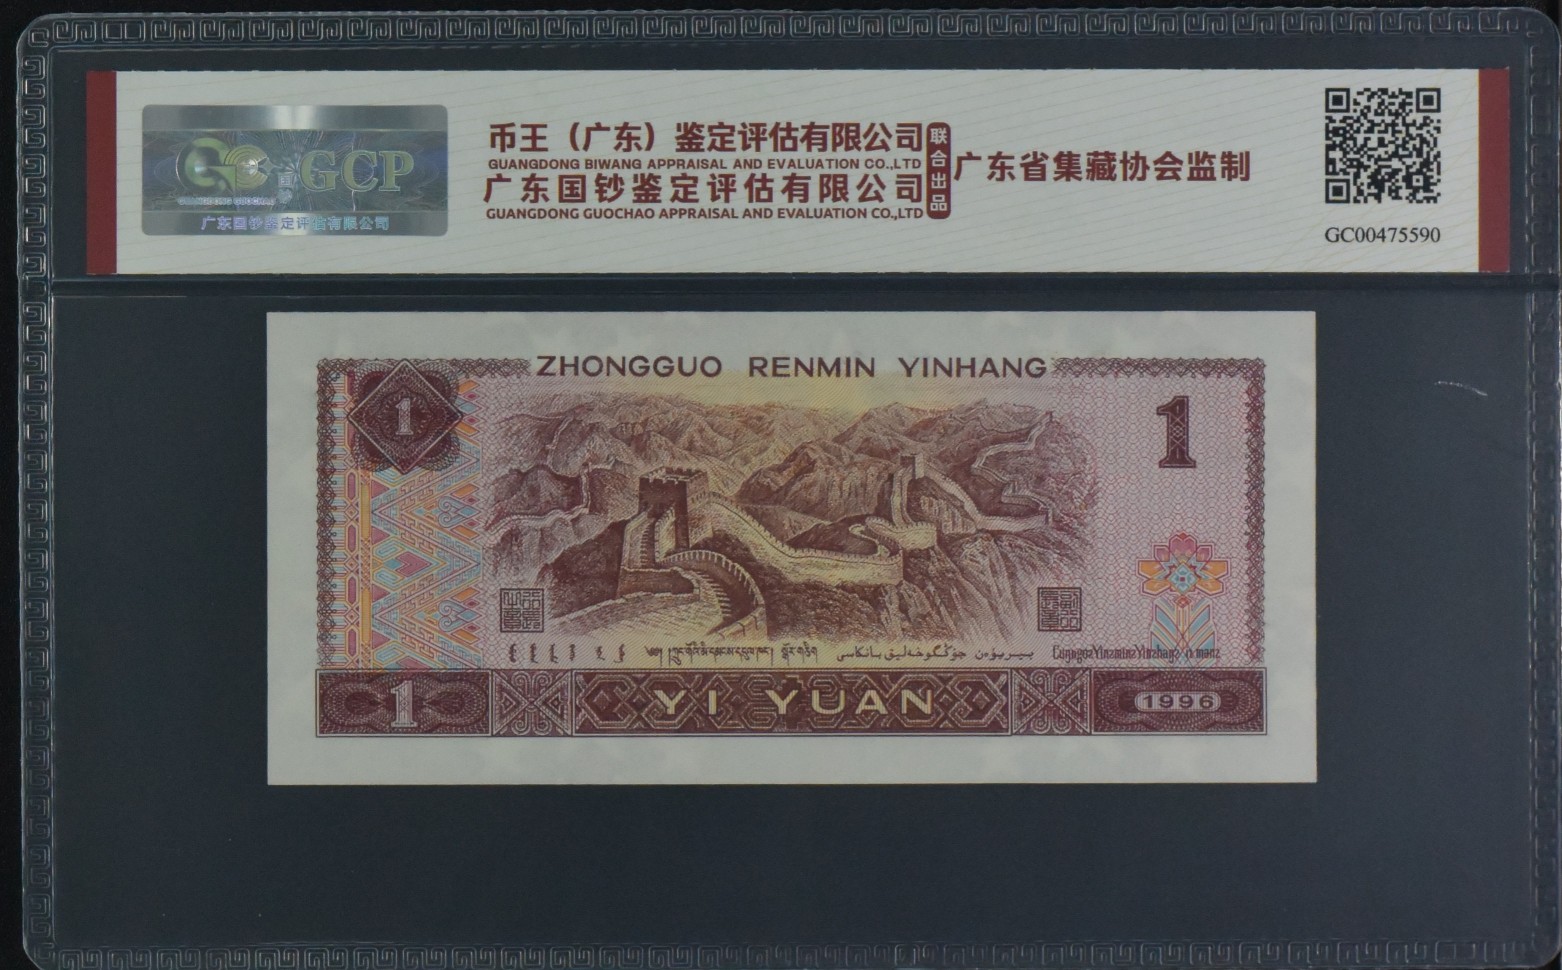 GCP
广东国钞鉴定评估有限公司
币王（广东）鉴定评估有限公司
GUANGDONG BIWANG APPRAISAL AND EVALUATION CO.,LTD
广东国钞鉴定评估有限公司
GUANGDONG GUOCHAO APPRAISAL AND EVALUATION CO.,LTD
联合出品
广东省集藏协会监制
GC00475590
ZHONGGUO RENMIN YINHANG
1
1
1
YI YUAN
1996